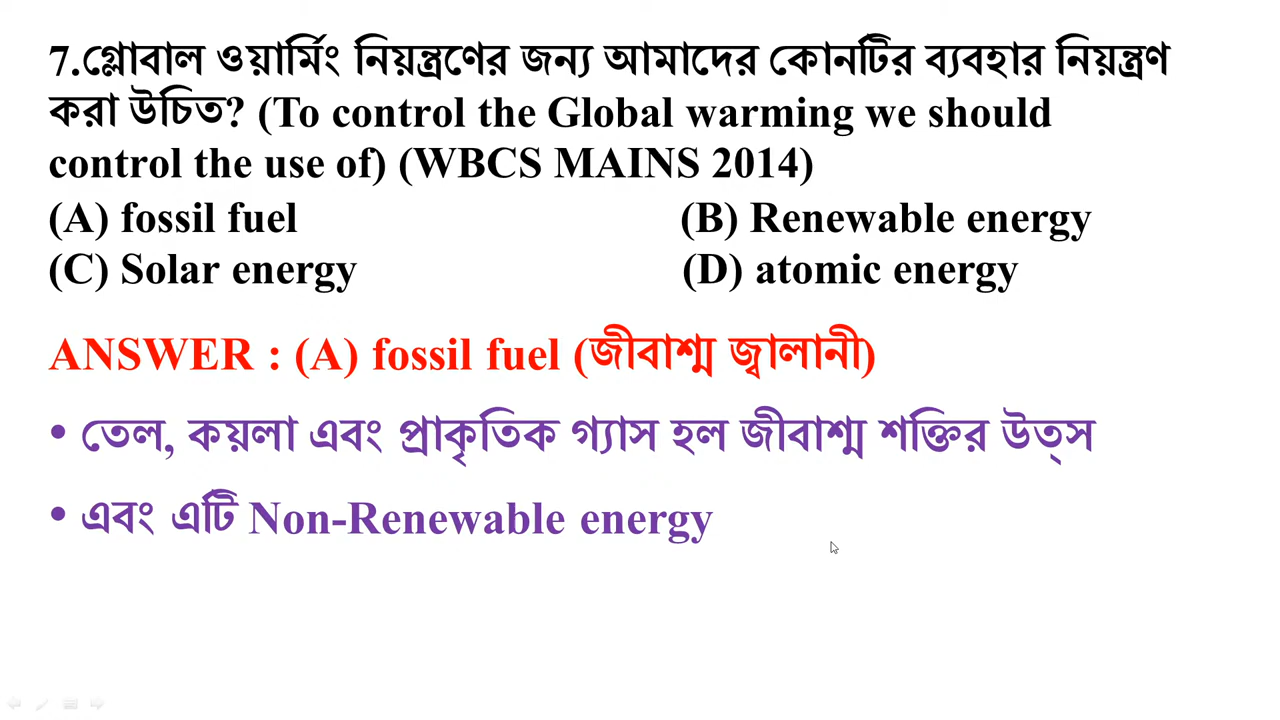 7.গ্লোবাল ওয়ার্মিং নিয়ন্ত্রণের জন্য আমাদের কোনটির ব্যবহার নিয়ন্ত্রণ
করা উচিত? (To control the Global warming we should
control the use of) (WBCS MAINS 2014)
(A) fossil fuel (B) Renewable energy
(C) Solar energy (D) atomic energy
ANSWER : (A) fossil fuel (জীবাশ্ম জ্বালানী)
• তেল, কয়লা এবং প্রাকৃতিক গ্যাস হল জীবাশ্ম শক্তির উত্স
• এবং এটি Non-Renewable energy